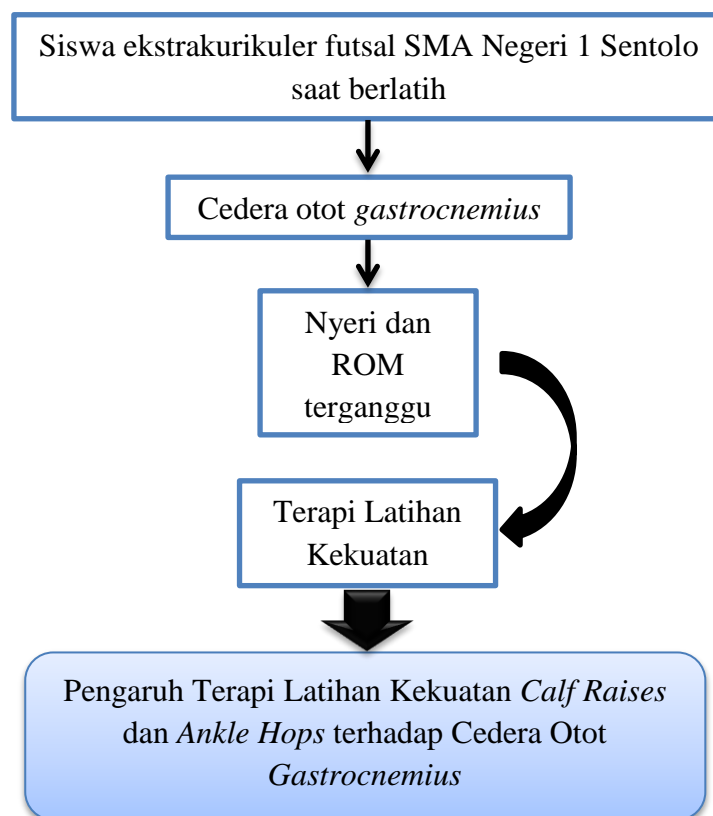 Siswa ekstrakurikuler futsal SMA Negeri 1 Sentolo
saat berlatih
Cedera otot gastrocnemius
Nyeri dan
ROM
terganggu
Terapi Latihan
Kekuatan
Pengaruh Terapi Latihan Kekuatan Calf Raises
dan Ankle Hops terhadap Cedera Otot
Gastrocnemius